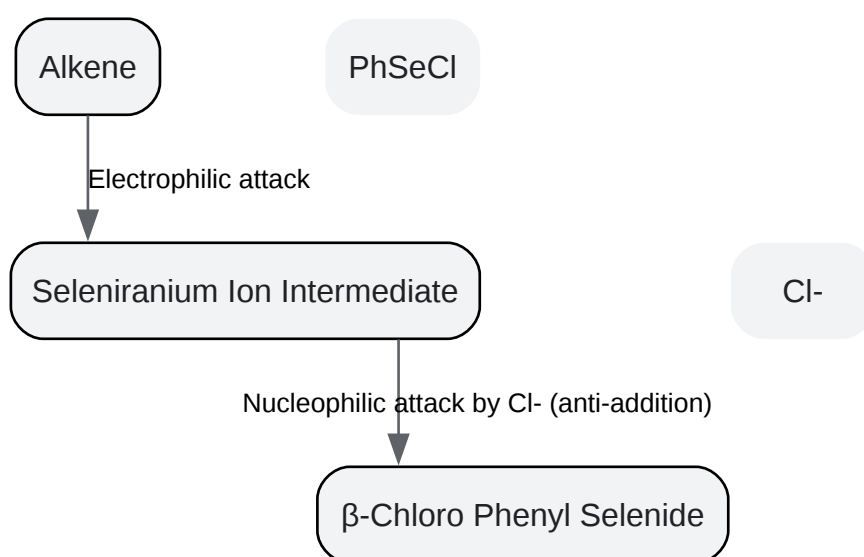 Alkene
PhSeCl
Electrophilic attack
Seleniranium Ion Intermediate
Cl-
Nucleophilic attack by Cl- (anti-addition)
β-Chloro Phenyl Selenide